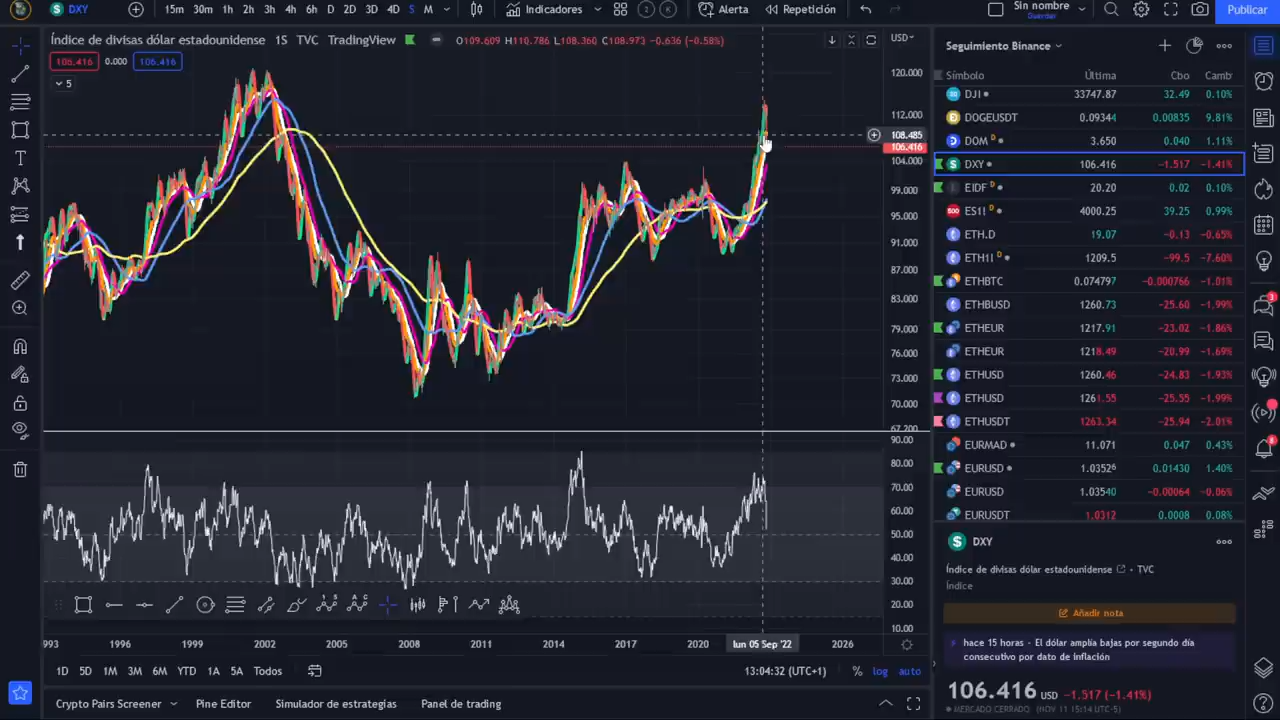 DXY
15m 30m 1h 2h 3h 4h 6h D 2D 3D 4D S M
Indicadores
Alerta
Repetición
Sin nombre
Guardar
Publicar
Índice de divisas dólar estadounidense 1S TVC TradingView O109.609 H110.786 L108.360 C108.973 −0.636 (−0.58%)
106.416 0.000 106.416
5
USD
120.000
112.000
108.485
106.416
104.000
99.000
95.000
91.000
87.000
83.000
79.000
76.000
73.000
70.000
67.200
90.00
80.00
70.00
60.00
50.00
40.00
30.00
20.00
10.00
993 1996 1999 2002 2005 2008 2011 2014 2017 2020 lun 05 Sep '22 2026
1D 5D 1M 3M 6M YTD 1A 5A Todos
13:04:32 (UTC+1) % log auto
Crypto Pairs Screener Pine Editor Simulador de estrategias Panel de trading
Seguimiento Binance
Símbolo Última Cbo Camb
DJI 33747.87 32.49 0.10%
DOGEUSDT 0.09344 0.00835 9.81%
DOM D 3.650 0.040 1.11%
DXY 106.416 −1.517 −1.41%
EIDF D 20.20 0.02 0.10%
ES1! D 4000.25 39.25 0.99%
ETH.D 19.07 −0.13 −0.65%
ETH1! D 1209.5 −99.5 −7.60%
ETHBTC 0.074797 −0.000766 −1.01%
ETHBUSD 1260.73 −25.60 −1.99%
ETHEUR 1217.91 −23.02 −1.86%
ETHEUR 1218.49 −20.99 −1.69%
ETHUSD 1260.46 −24.83 −1.93%
ETHUSD 1261.55 −25.55 −1.99%
ETHUSDT 1263.34 −25.94 −2.01%
EURMAD 11.071 0.047 0.43%
EURUSD 1.03526 0.01430 1.40%
EURUSD 1.03540 −0.00064 −0.06%
EURUSDT 1.0312 0.0008 0.08%
DXY
Índice de divisas dólar estadounidense TVC
Índice
Añadir nota
hace 15 horas - El dólar amplía bajas por segundo día
consecutivo por dato de inflación
106.416 USD −1.517 (−1.41%)
MERCADO CERRADO (NOV 11 15:14 UTC-5)